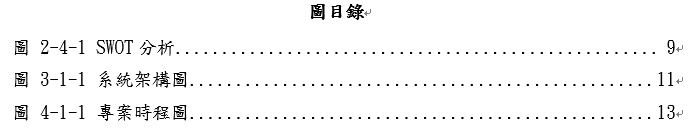 圖目錄
圖 2-4-1 SWOT 分析................................................ 9
圖 3-1-1 系統架構圖..............................................11
圖 4-1-1 專案時程圖..............................................13